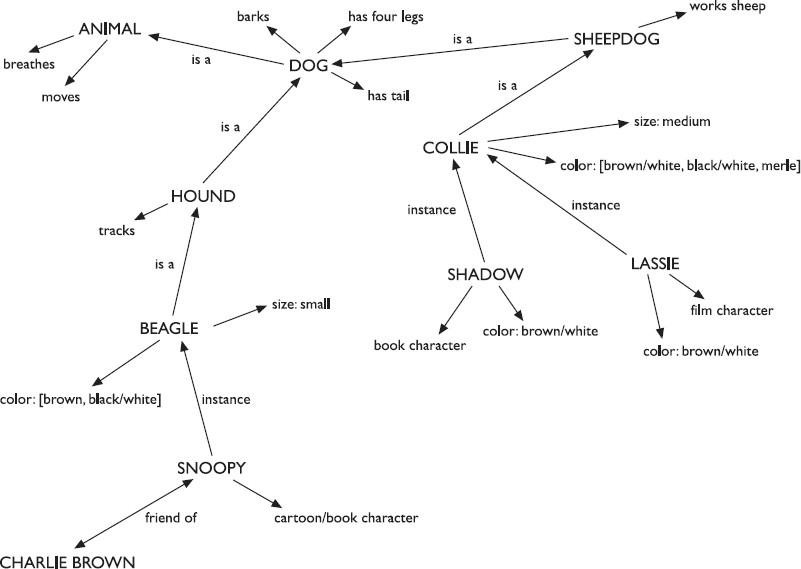 works sheep
barks
has four legs
ANIMAL
is a
SHEEPDOG
breathes
is a
DOG
moves
has tail
is a
size: medium
is a
COLLIE
color: [brown/white, black/white, merle]
HOUND
instance
instance
tracks
is a
SHADOW
LASSIE
size: small
film character
BEAGLE
book character
color: brown/white
color: brown/white
color: [brown, black/white]
instance
SNOOPY
friend of
cartoon/book character
CHARLIE BROWN